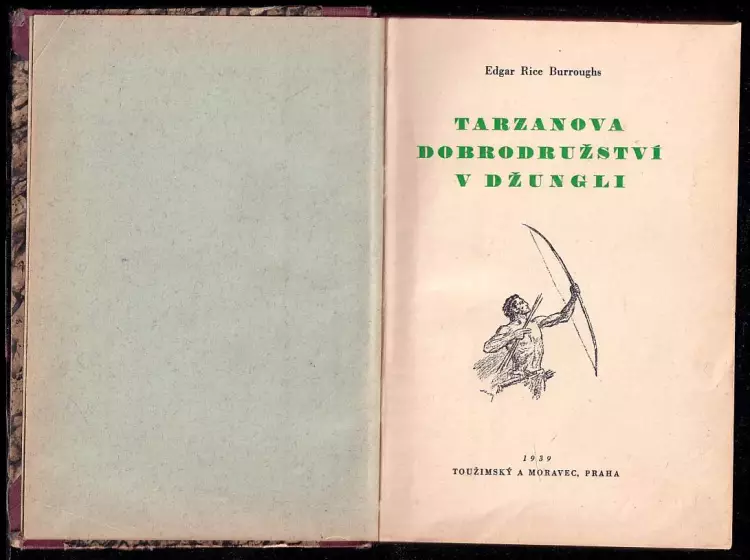 Edgar Rice Burroughs
TARZANOVA
DOBRODRUŽSTVÍ
V DŽUNGLI
1939
TOUŽIMSKÝ A MORAVEC, PRAHA